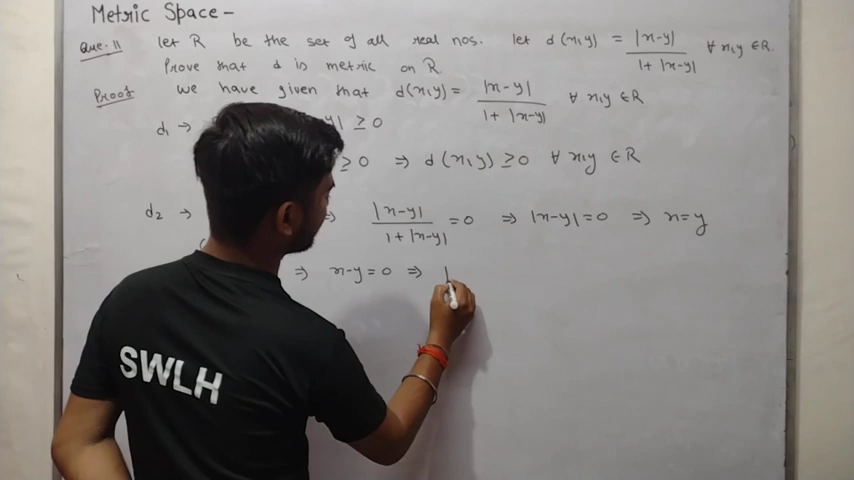 Metric Space -
Que. 11 let R be the set of all real nos. let d(x,y) = |x-y| / 1+|x-y| ∀ x,y ∈ R.
Prove that d is metric on R.
Proof we have given that d(x,y) = |x-y| / 1+|x-y| ∀ x,y ∈ R
d₁ → y| ≥ 0
≥ 0 ⇒ d(x,y) ≥ 0 ∀ x,y ∈ R
d₂ → ⇒ |x-y| / 1+|x-y| = 0 ⇒ |x-y| = 0 ⇒ x=y
⇒ x-y=0 ⇒ |
SWLH